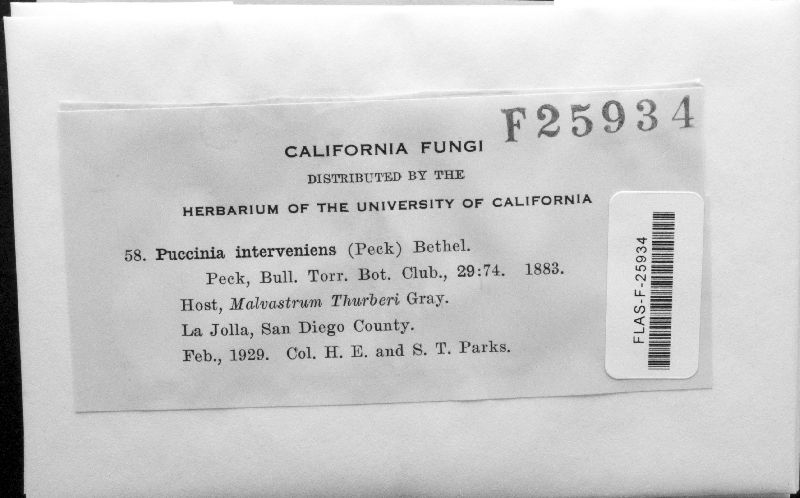 F25934
CALIFORNIA FUNGI
DISTRIBUTED BY THE
HERBARIUM OF THE UNIVERSITY OF CALIFORNIA
58. Puccinia interveniens (Peck) Bethel.
Peck, Bull. Torr. Bot. Club., 29:74. 1883.
Host, Malvastrum Thurberi Gray.
La Jolla, San Diego County.
Feb., 1929. Col. H. E. and S. T. Parks.
FLAS-F-25934